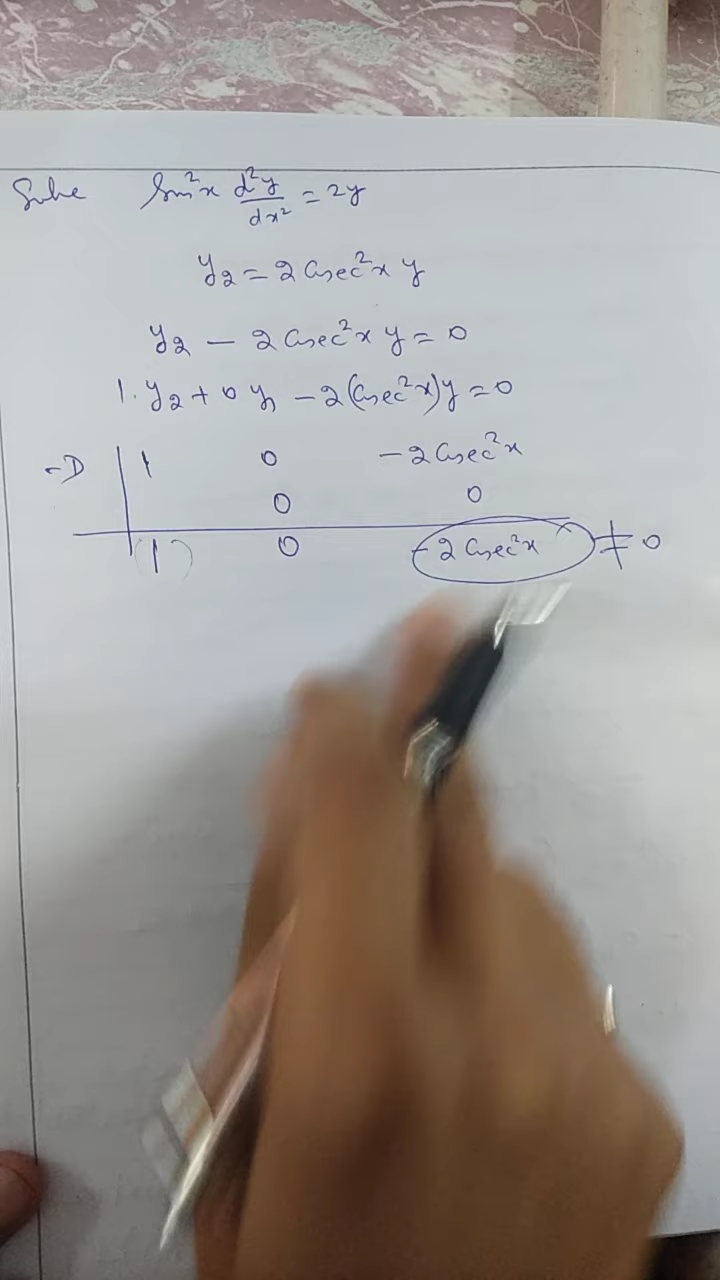 Solve sin²x d²y/dx² = 2y
y₂ = 2 cosec²x y
y₂ − 2 cosec²x y = 0
1. y₂ + 0 y₁ − 2(cosec²x)y = 0
−D | 1 0 −2 cosec²x
0 0
1 0 −2 cosec²x ≠ 0